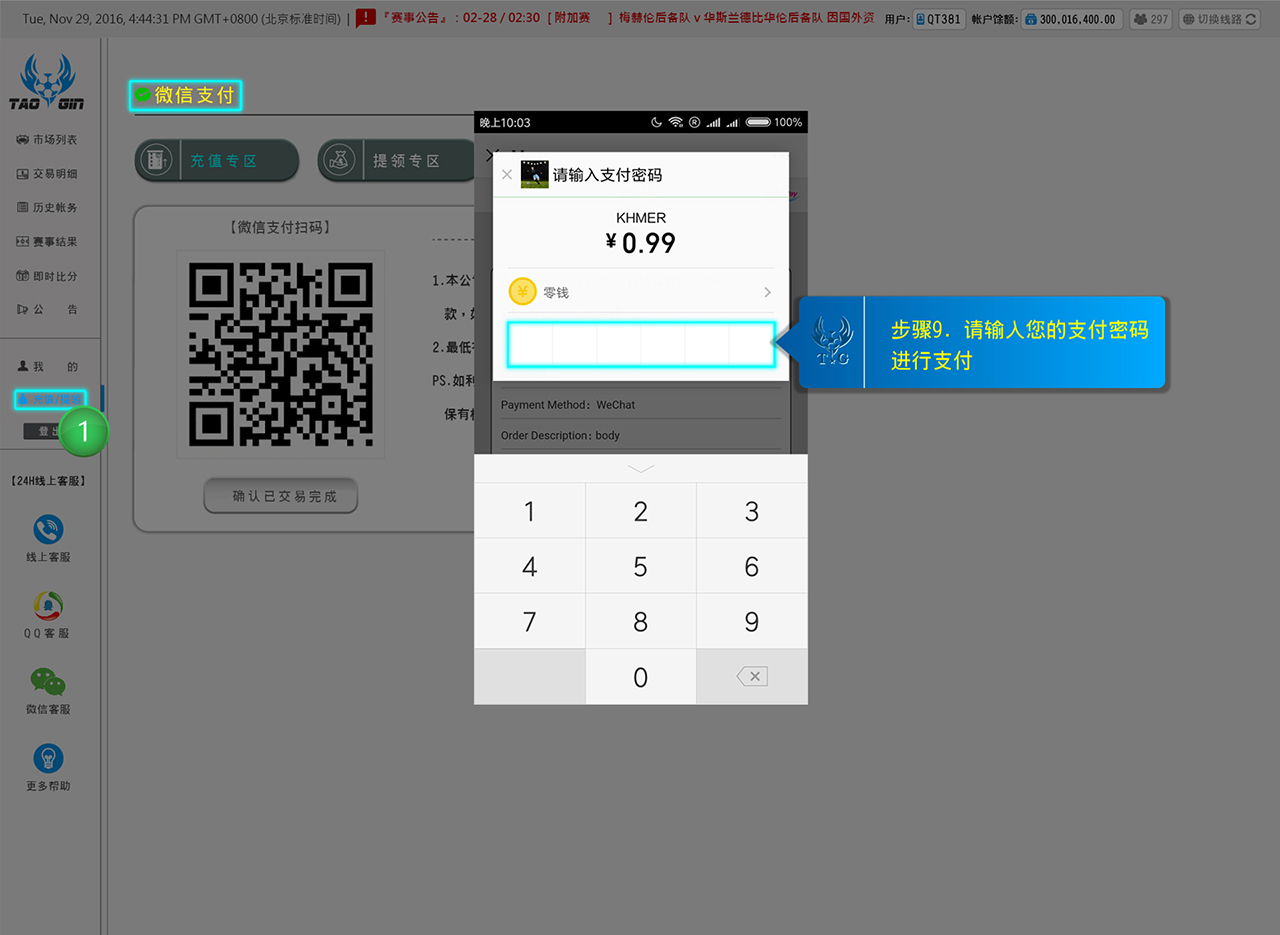 Tue, Nov 29, 2016, 4:44:31 PM GMT+0800 (北京标准时间) | 『赛事公告』 : 02-28 / 02:30 [ 附加赛 ] 梅赫伦后备队 v 华斯兰德比华伦后备队 因国外资 用户: QT381 帐户馀额: 300,016,400.00 297 切换线路
TAO GIN
市场列表
交易明细
历史帐务
赛事结果
即时比分
公 告
我 的
登出
1
【24H线上客服】
线上客服
QQ客服
微信客服
更多帮助
微信支付
充值专区
提领专区
【微信支付扫码】
确认已交易完成
1.本公
款，
2.最低
PS.如利
保有
晚上10:03 R 100%
请输入支付密码
KHMER
¥0.99
¥ 零钱
Payment Method: WeChat
Order Description: body
1 2 3
4 5 6
7 8 9
0
TG
步骤9. 请输入您的支付密码
进行支付